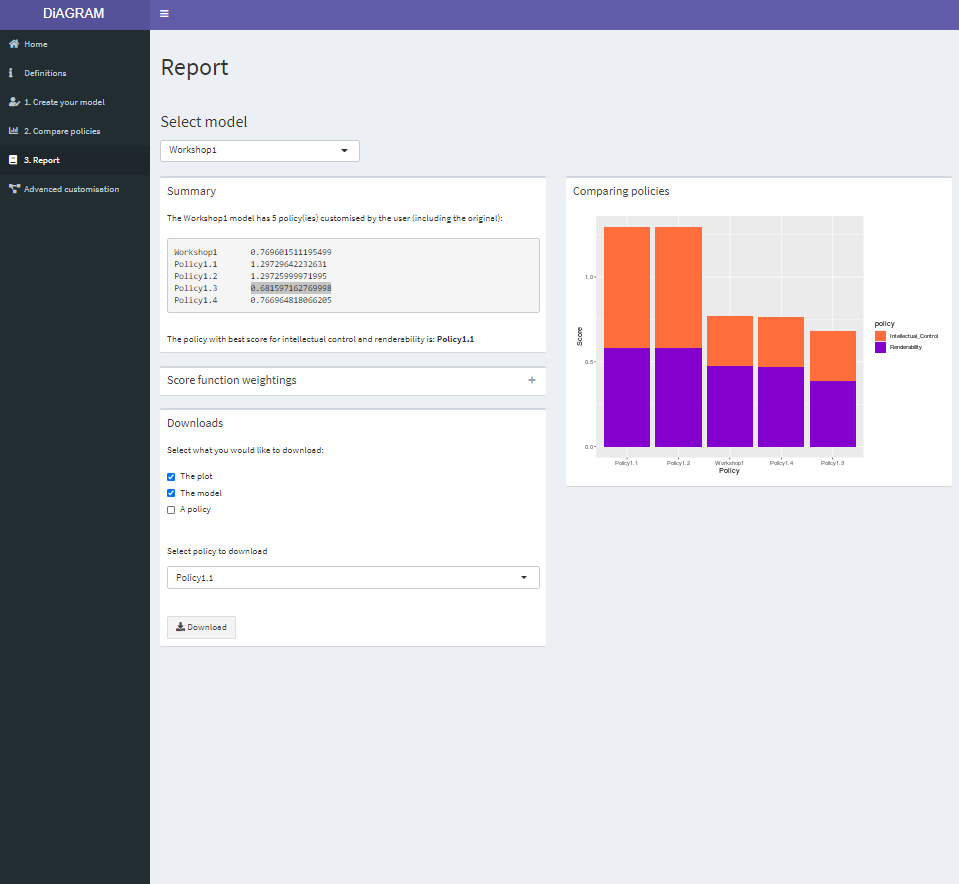 DiAGRAM
Home
Definitions
1. Create your model
2. Compare policies
3. Report
Advanced customisation
Report
Select model
Workshop1
Summary
The Workshop1 model has 5 policy(ies) customised by the user (including the original):
Workshop1 0.769601511195499
Policy1.1 1.29729642232631
Policy1.2 1.29725999971995
Policy1.3 0.681597162769998
Policy1.4 0.766964818066205
The policy with best score for intellectual control and renderability is: Policy1.1
Score function weightings
Downloads
Select what you would like to download:
The plot
The model
A policy
Select policy to download
Policy1.1
Download
Comparing policies
Score
1.0
0.5
0.0
Policy1.1 Policy1.2 Workshop1 Policy1.4 Policy1.3
Policy
policy
Intellectual_Control
Renderability